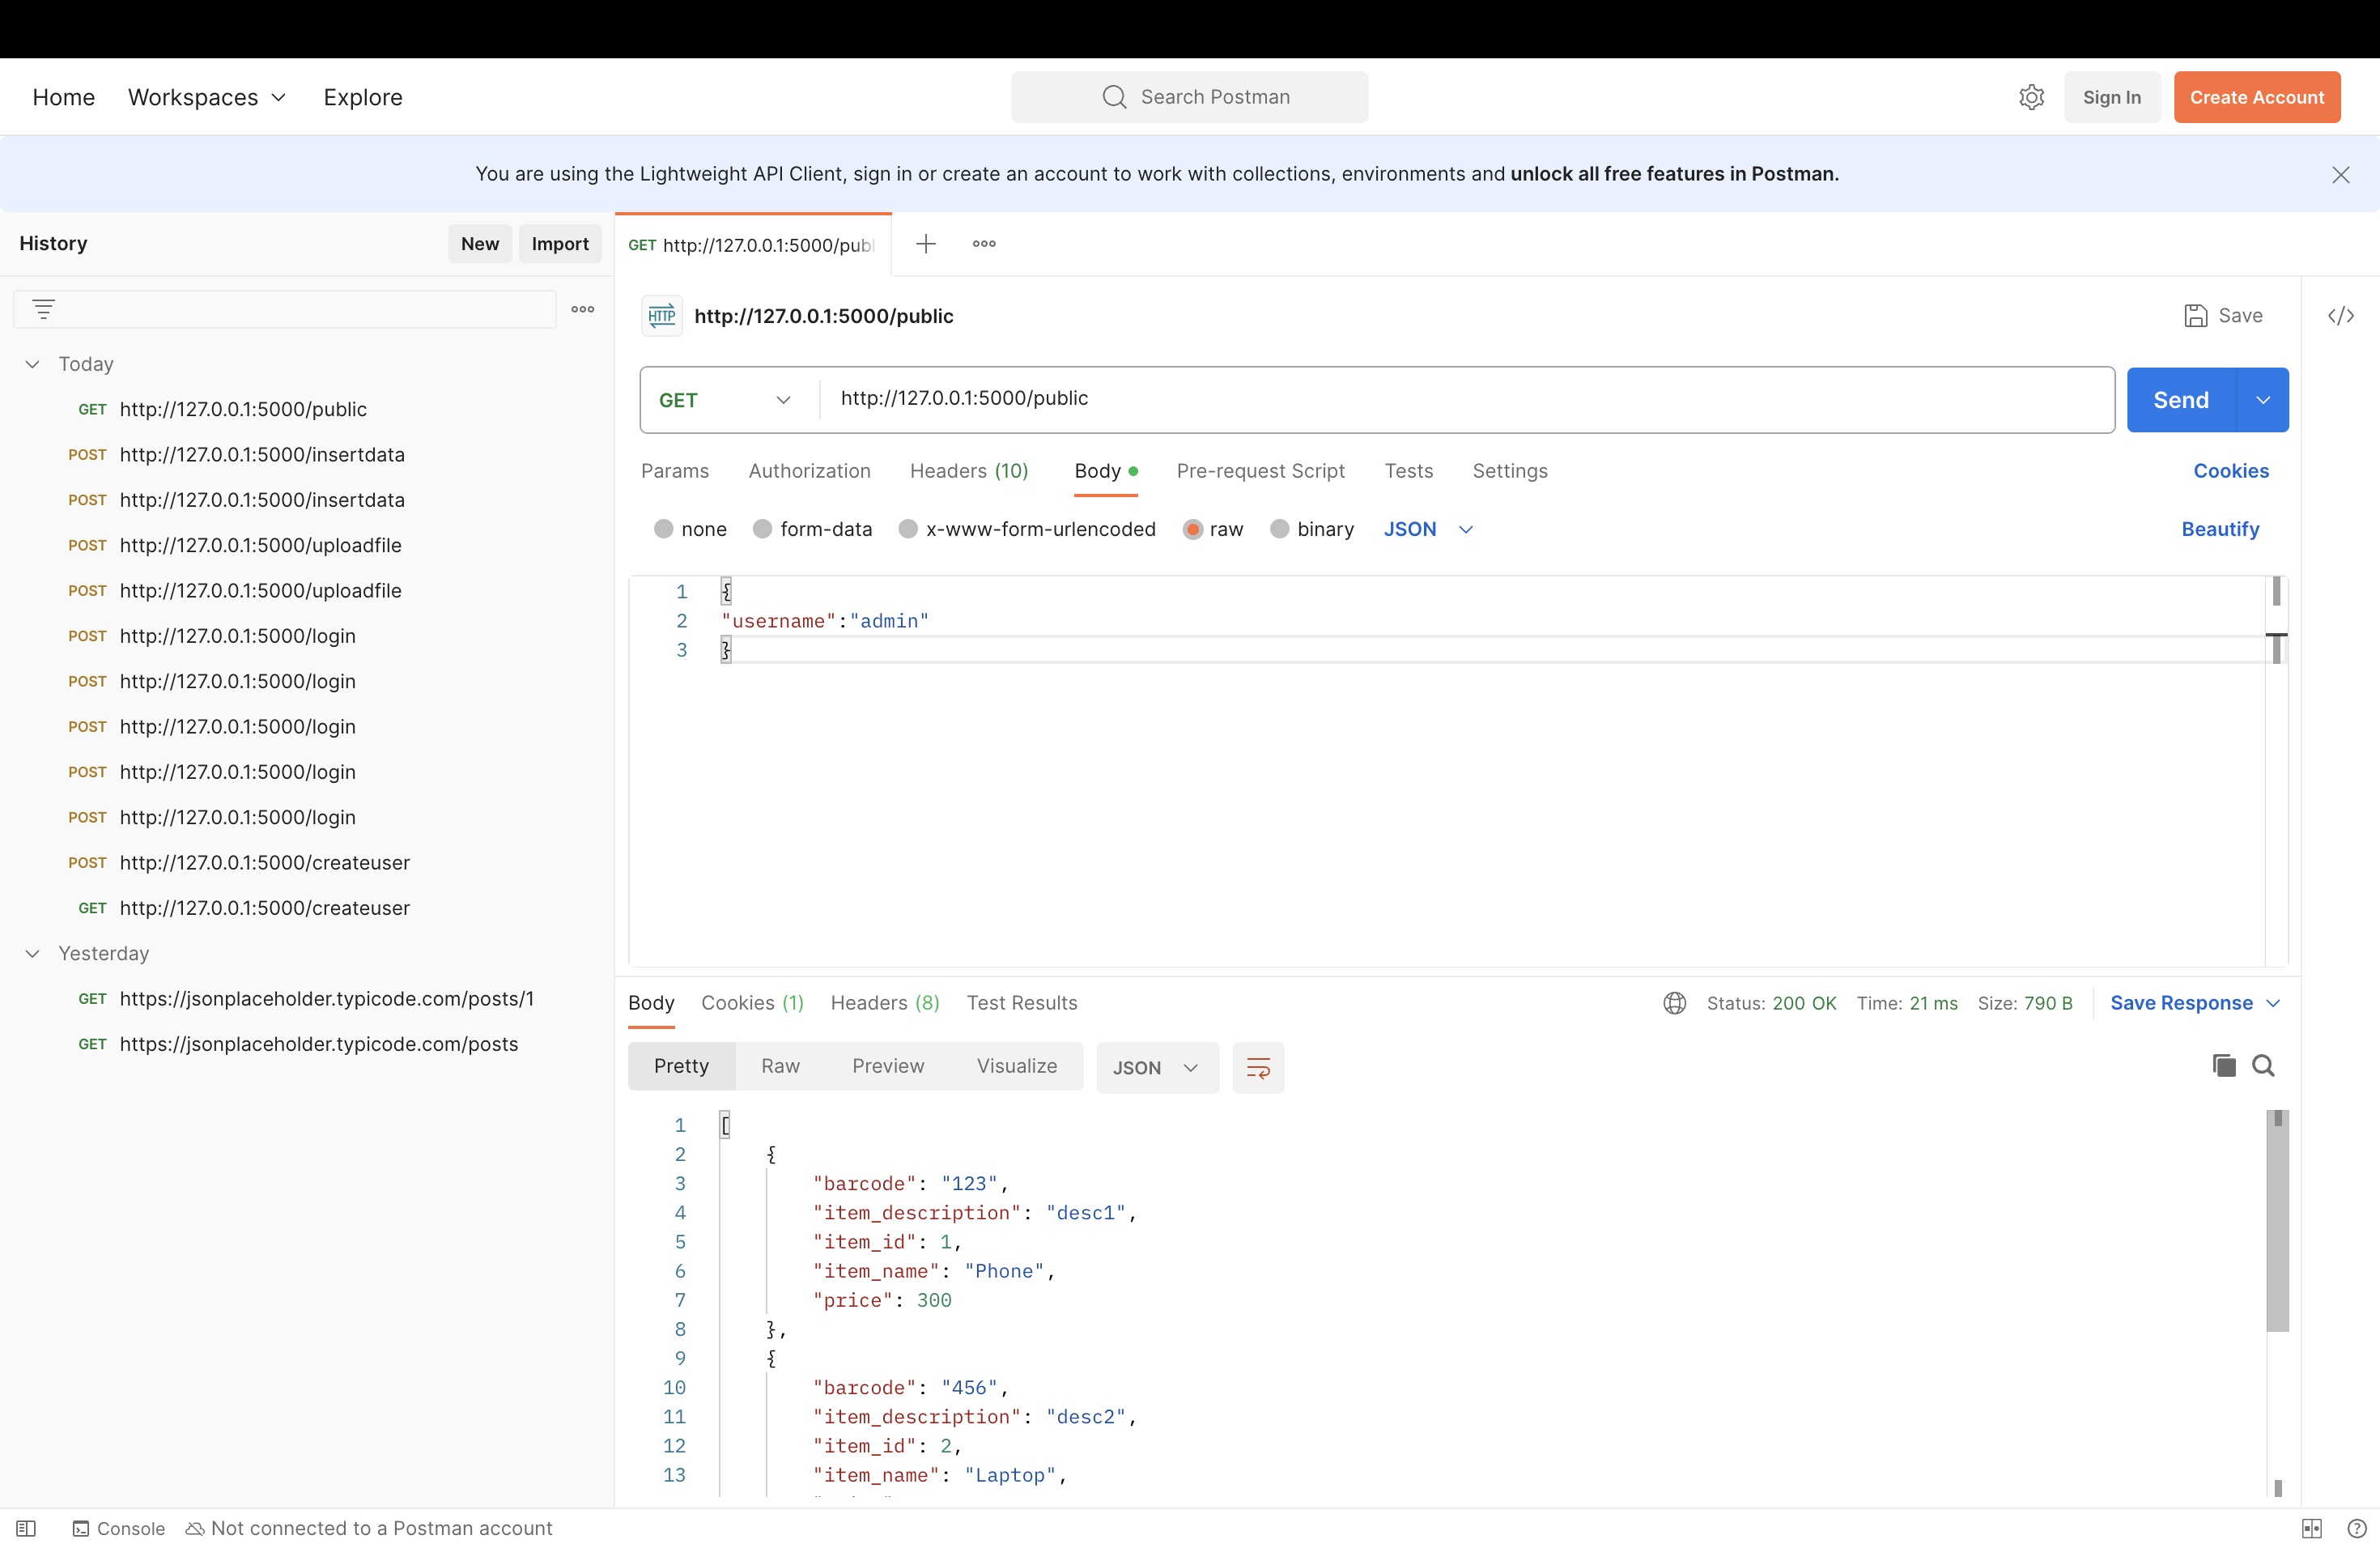 Home Workspaces Explore Search Postman Sign In Create Account
You are using the Lightweight API Client, sign in or create an account to work with collections, environments and unlock all free features in Postman.
History New Import
Today
GET http://127.0.0.1:5000/public
POST http://127.0.0.1:5000/insertdata
POST http://127.0.0.1:5000/insertdata
POST http://127.0.0.1:5000/uploadfile
POST http://127.0.0.1:5000/uploadfile
POST http://127.0.0.1:5000/login
POST http://127.0.0.1:5000/login
POST http://127.0.0.1:5000/login
POST http://127.0.0.1:5000/login
POST http://127.0.0.1:5000/login
POST http://127.0.0.1:5000/createuser
GET http://127.0.0.1:5000/createuser
Yesterday
GET https://jsonplaceholder.typicode.com/posts/1
GET https://jsonplaceholder.typicode.com/posts
GET http://127.0.0.1:5000/publ
HTTP http://127.0.0.1:5000/public Save </>
GET http://127.0.0.1:5000/public Send
Params Authorization Headers (10) Body Pre-request Script Tests Settings Cookies
none form-data x-www-form-urlencoded raw binary JSON Beautify
1 {
2 "username":"admin"
3 }
Body Cookies (1) Headers (8) Test Results Status: 200 OK Time: 21 ms Size: 790 B Save Response
Pretty Raw Preview Visualize JSON
1 [
2 {
3 "barcode": "123",
4 "item_description": "desc1",
5 "item_id": 1,
6 "item_name": "Phone",
7 "price": 300
8 },
9 {
10 "barcode": "456",
11 "item_description": "desc2",
12 "item_id": 2,
13 "item_name": "Laptop",
Console Not connected to a Postman account